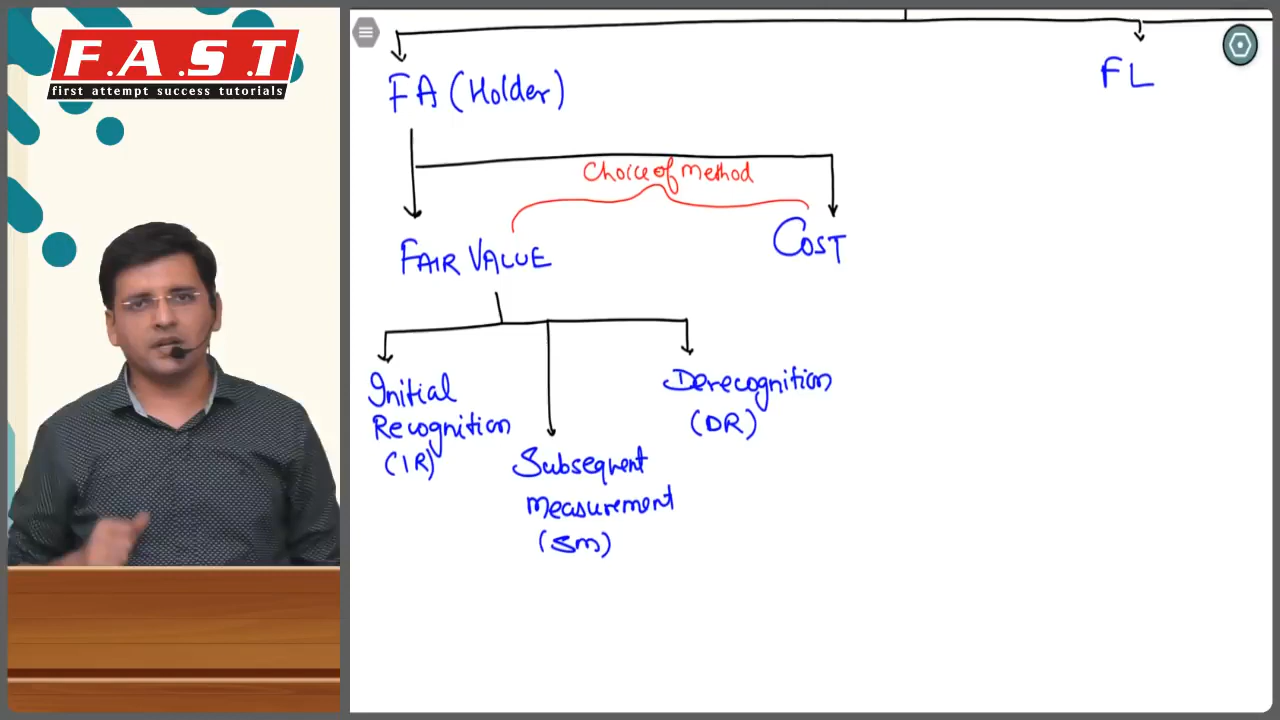 F.A.S.T
first attempt success tutorials
FA (Holder)
FL
Choice of method
FAIR VALUE
COST
Initial
Recognition
(IR)
Subsequent
measurement
(SM)
Derecognition
(DR)